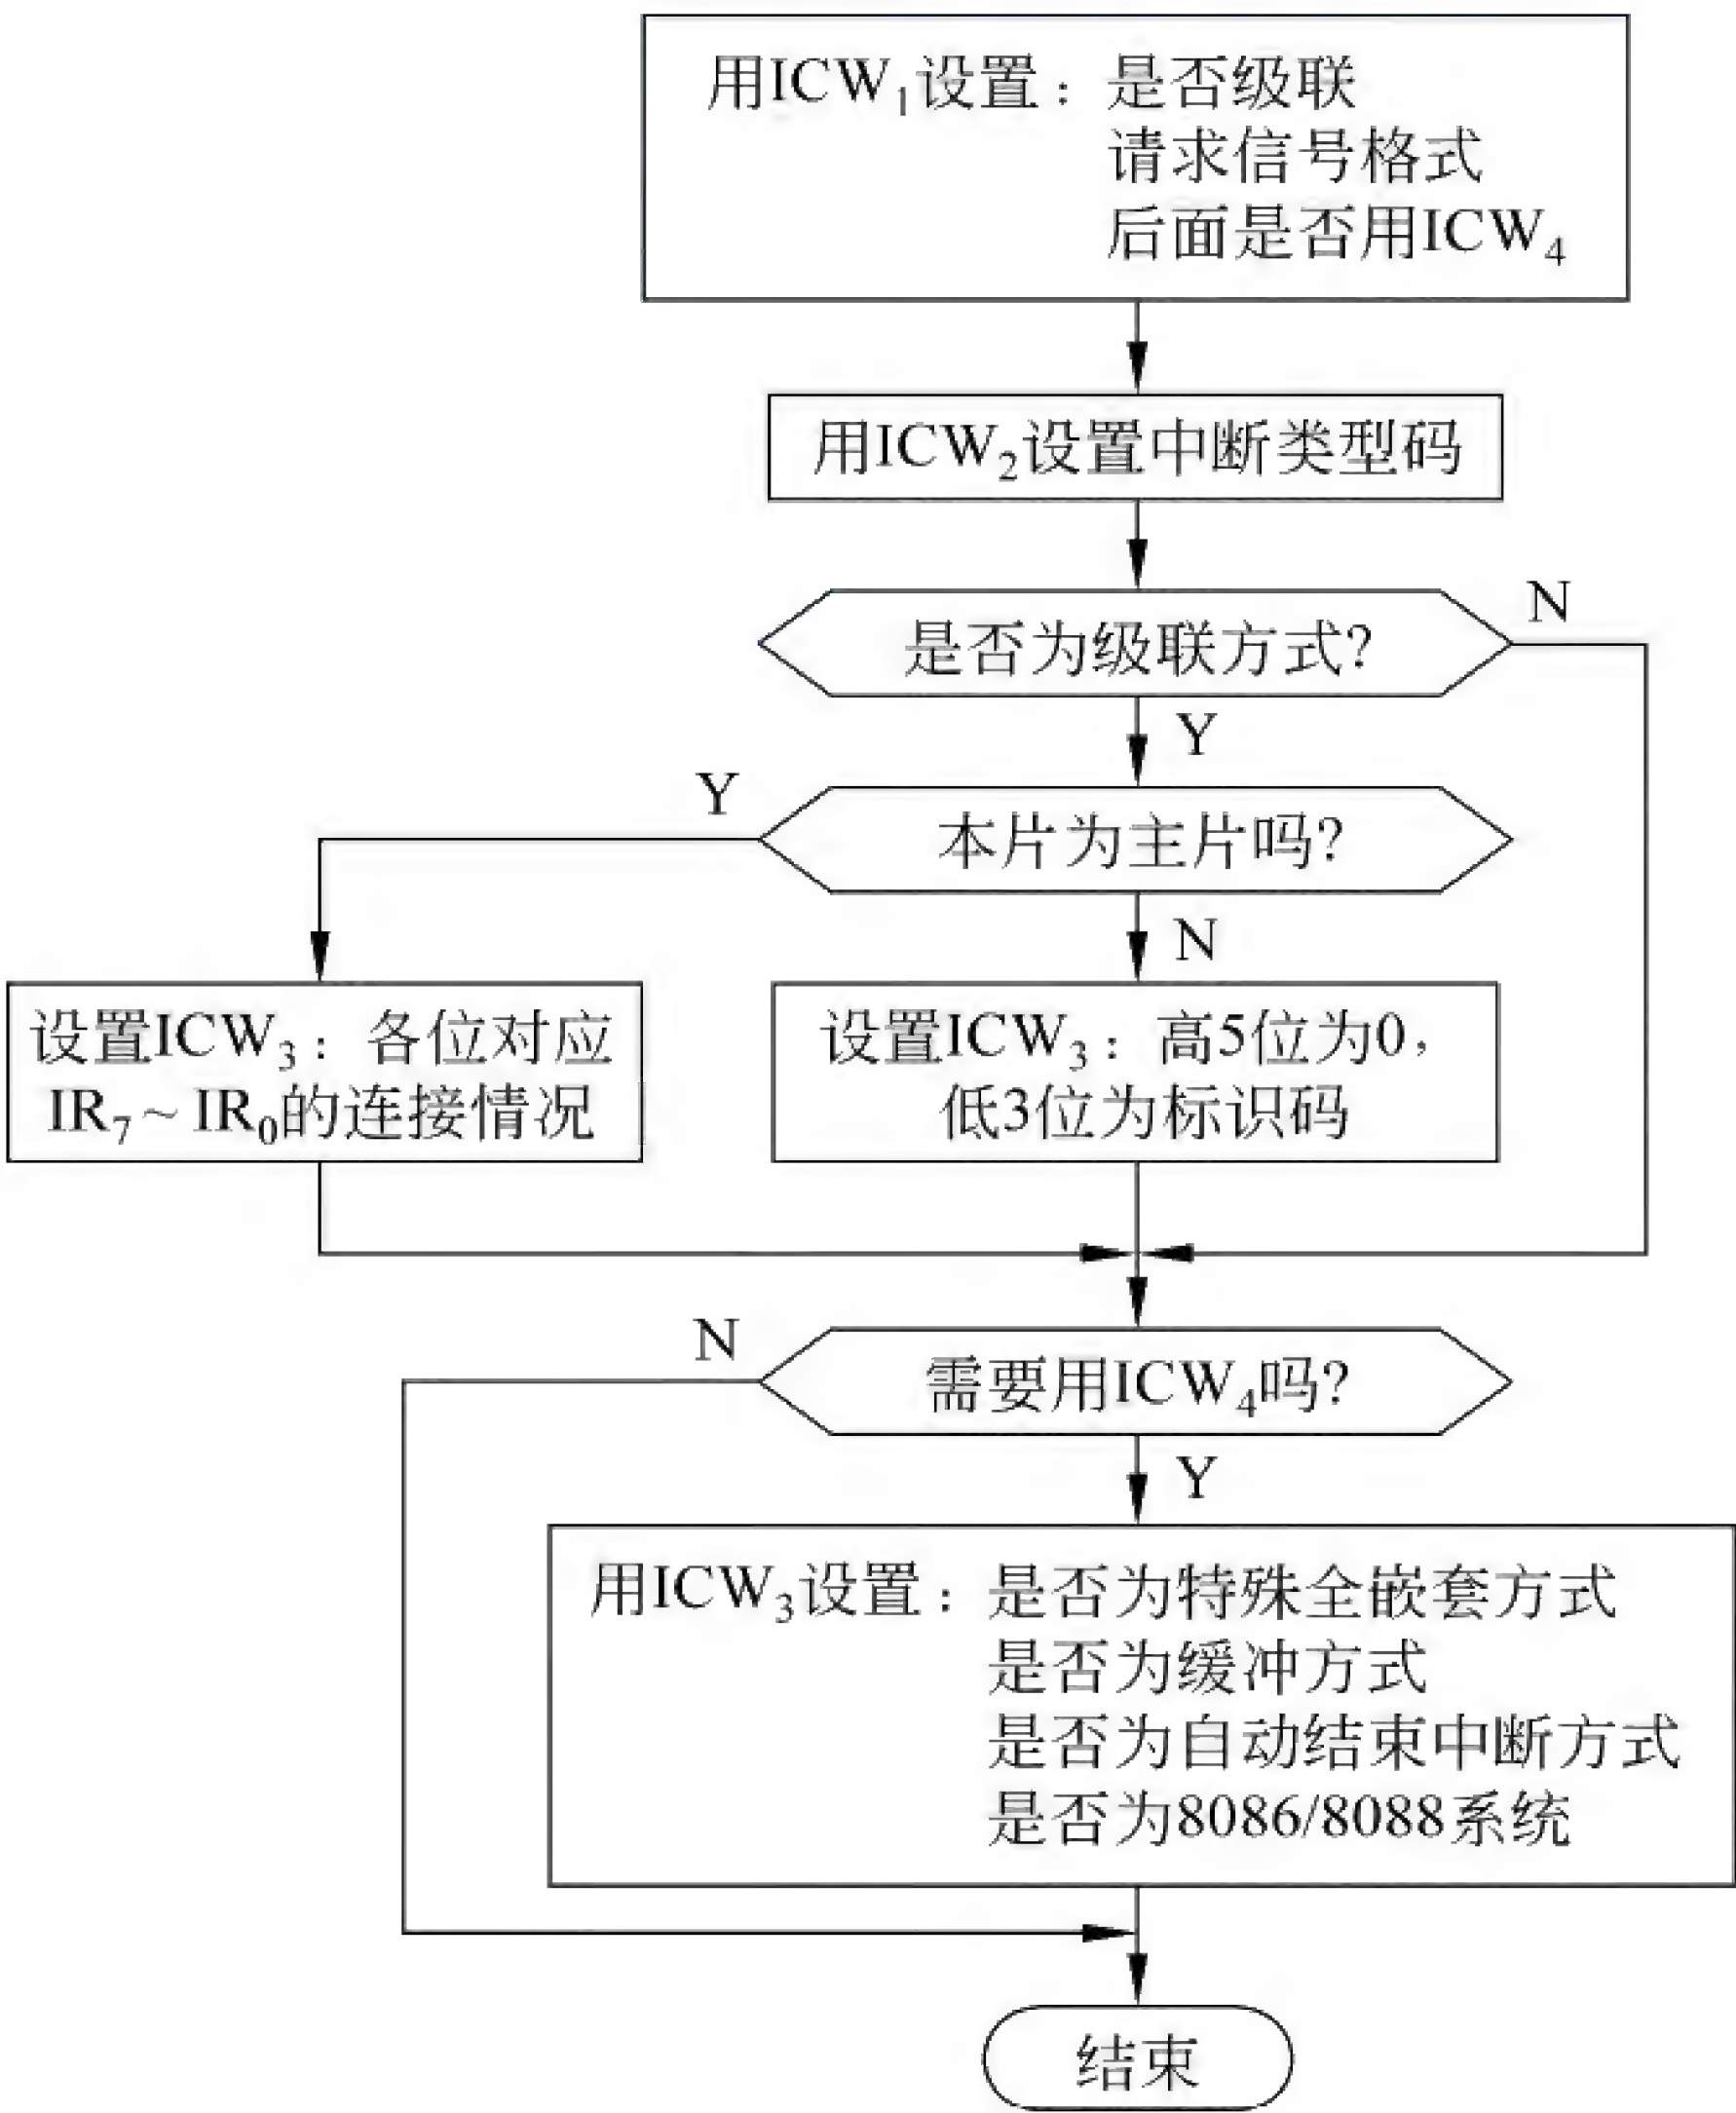 用ICW₁设置：是否级联
请求信号格式
后面是否用ICW₄
用ICW₂设置中断类型码
是否为级联方式?
N
Y
Y
本片为主片吗?
N
设置ICW₃：各位对应
IR₇~IR₀的连接情况
设置ICW₃：高5位为0，
低3位为标识码
N
需要用ICW₄吗?
Y
用ICW₃设置：是否为特殊全嵌套方式
是否为缓冲方式
是否为自动结束中断方式
是否为8086/8088系统
结束